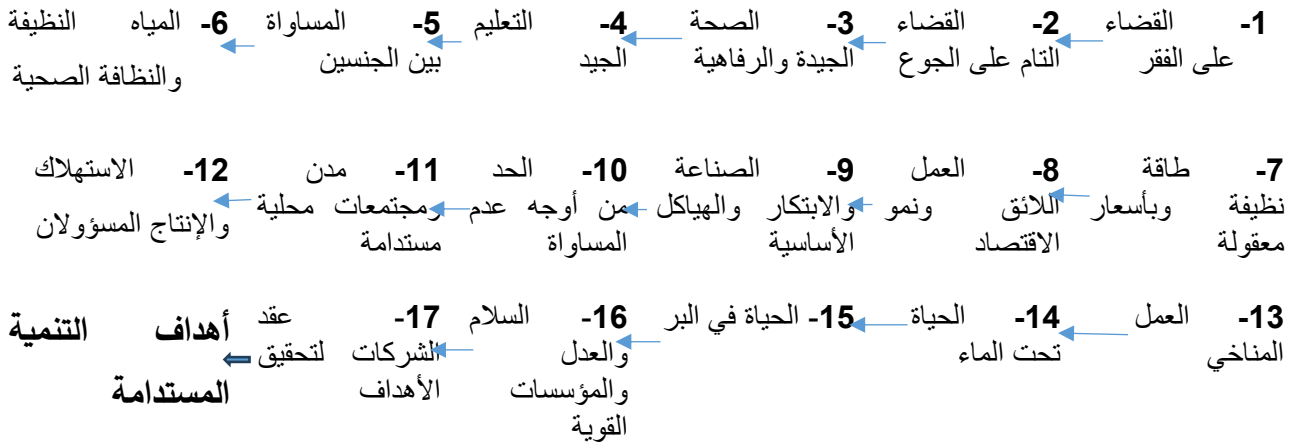 1- القضاء على الفقر
2- القضاء التام على الجوع
3- الصحة الجيدة والرفاهية
4- التعليم الجيد
5- المساواة بين الجنسين
6- المياه النظيفة والنظافة الصحية
7- طاقة نظيفة وبأسعار معقولة
8- العمل اللائق ونمو الاقتصاد
9- الصناعة والابتكار والهياكل الأساسية
10- الحد من أوجه عدم المساواة
11- مدن ومجتمعات محلية مستدامة
12- الاستهلاك والإنتاج المسؤولان
13- العمل المناخي
14- الحياة تحت الماء
15- الحياة في البر
16- السلام والعدل والمؤسسات القوية
17- عقد الشركات لتحقيق الأهداف
أهداف التنمية المستدامة